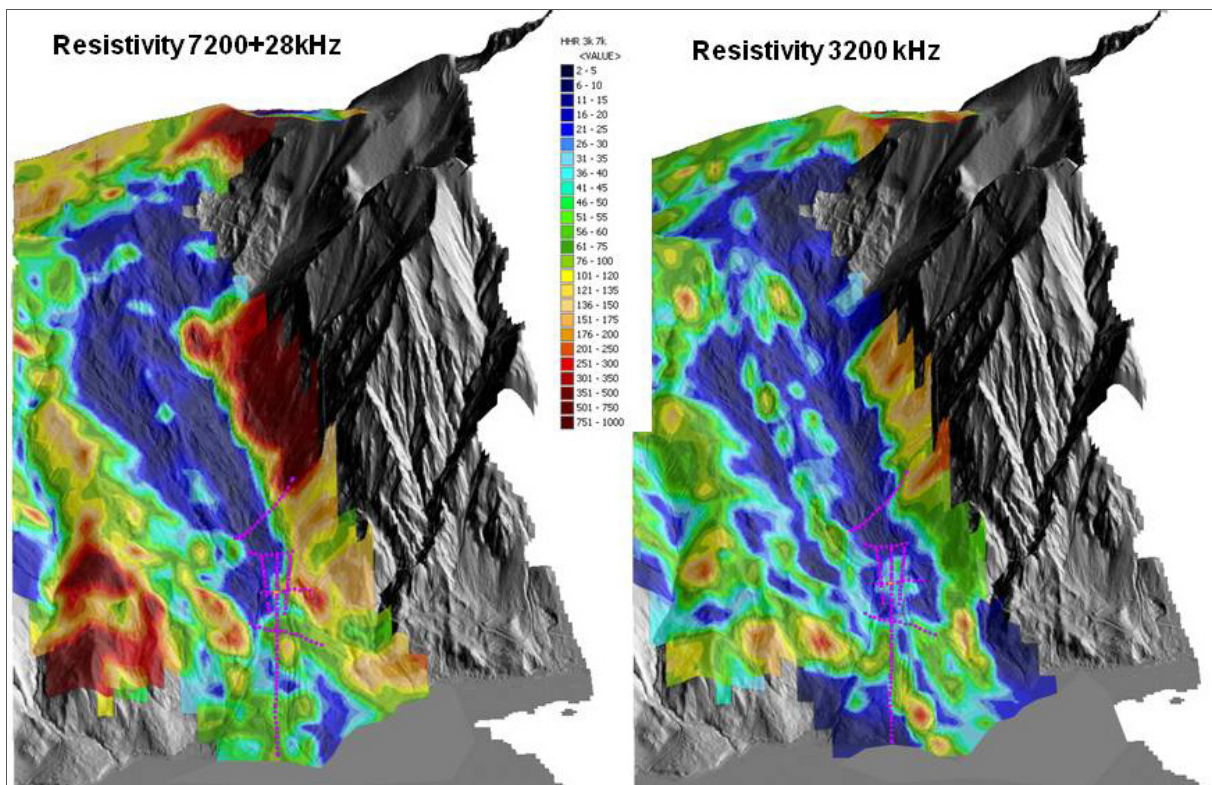 Resistivity 7200+28kHz
Resistivity 3200 kHz
HHR 3k 7k
<VALUE>
2 - 5
6 - 10
11 - 15
16 - 20
21 - 25
26 - 30
31 - 35
36 - 40
41 - 45
46 - 50
51 - 55
56 - 60
61 - 75
76 - 100
101 - 120
121 - 135
136 - 150
151 - 175
176 - 200
201 - 250
251 - 300
301 - 350
351 - 500
501 - 750
751 - 1000